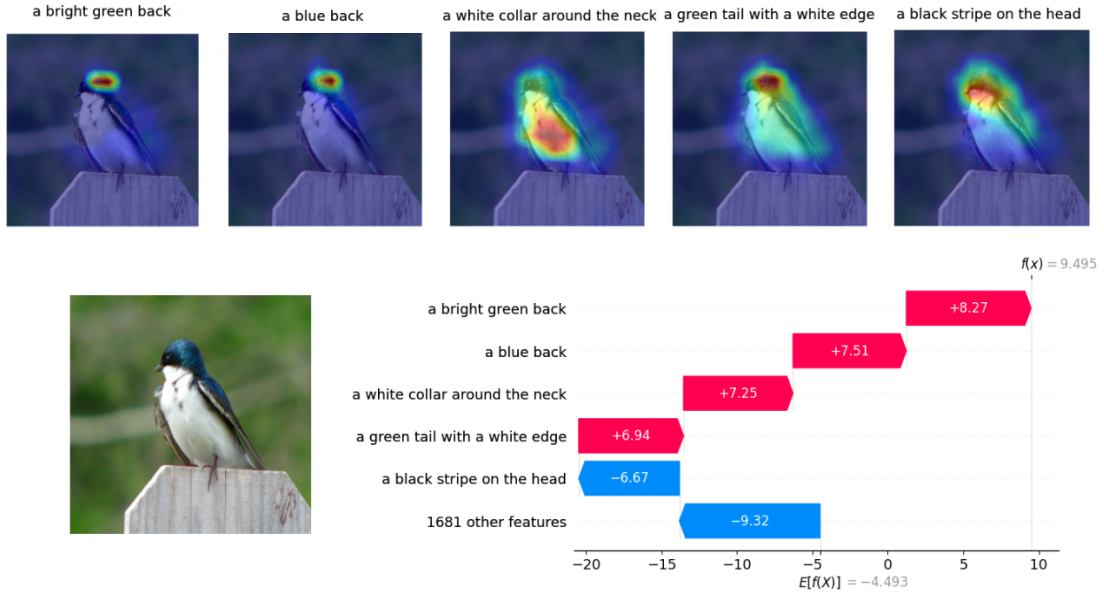 a bright green back
a blue back
a white collar around the neck
a green tail with a white edge
a black stripe on the head
f(x) = 9.495
a bright green back
+8.27
a blue back
+7.51
a white collar around the neck
+7.25
a green tail with a white edge
+6.94
a black stripe on the head
−6.67
1681 other features
−9.32
−20 −15 −10 −5 0 5 10
E[f(X)] = −4.493